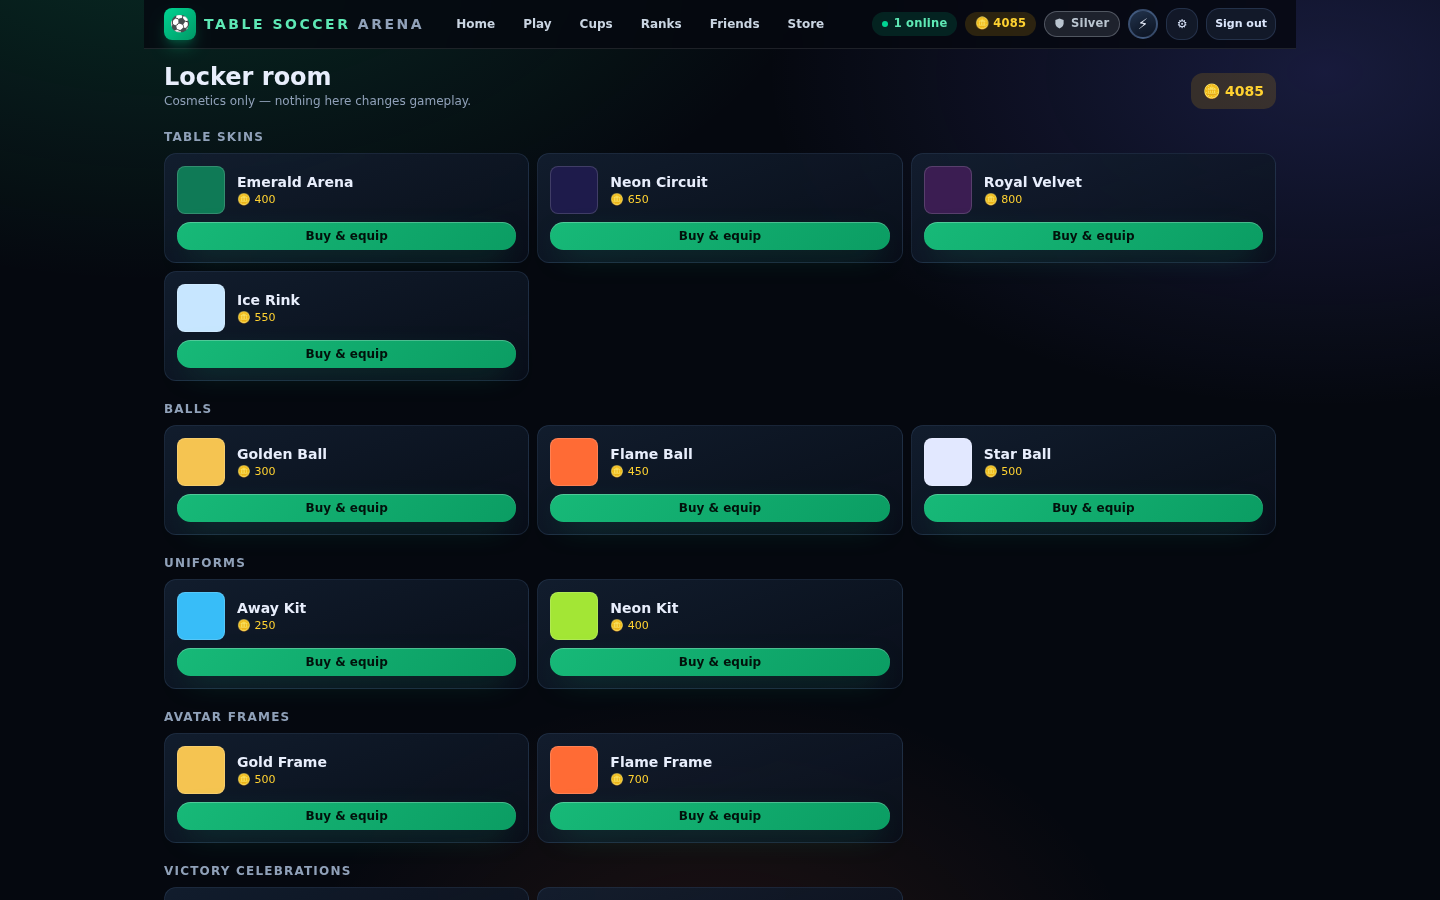 TABLE SOCCER ARENA Home Play Cups Ranks Friends Store 1 online 4085 Silver Sign out
Locker room
Cosmetics only — nothing here changes gameplay.
4085
TABLE SKINS
Emerald Arena
400
Buy & equip
Neon Circuit
650
Buy & equip
Royal Velvet
800
Buy & equip
Ice Rink
550
Buy & equip
BALLS
Golden Ball
300
Buy & equip
Flame Ball
450
Buy & equip
Star Ball
500
Buy & equip
UNIFORMS
Away Kit
250
Buy & equip
Neon Kit
400
Buy & equip
AVATAR FRAMES
Gold Frame
500
Buy & equip
Flame Frame
700
Buy & equip
VICTORY CELEBRATIONS